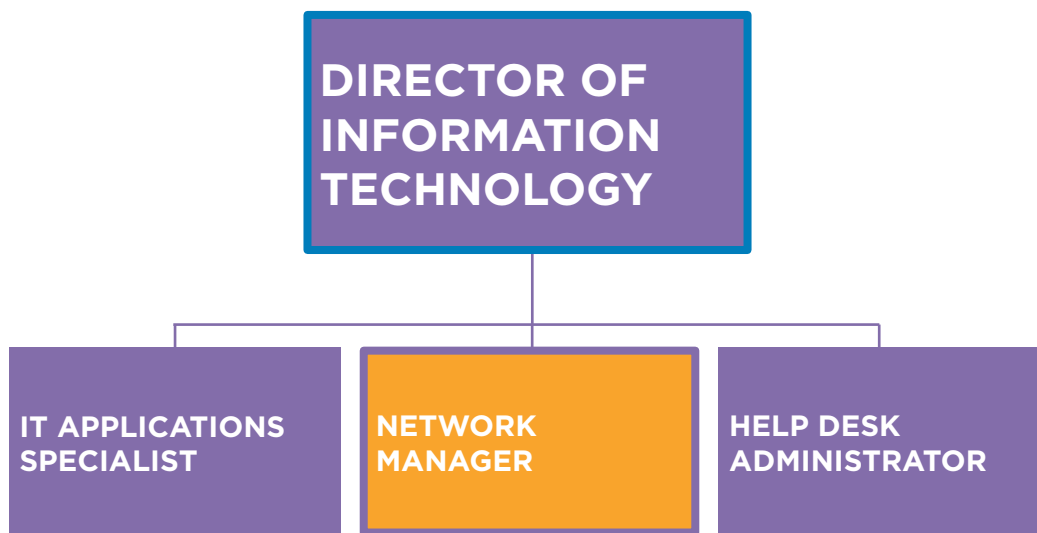 DIRECTOR OF
INFORMATION
TECHNOLOGY
IT APPLICATIONS
SPECIALIST
NETWORK
MANAGER
HELP DESK
ADMINISTRATOR